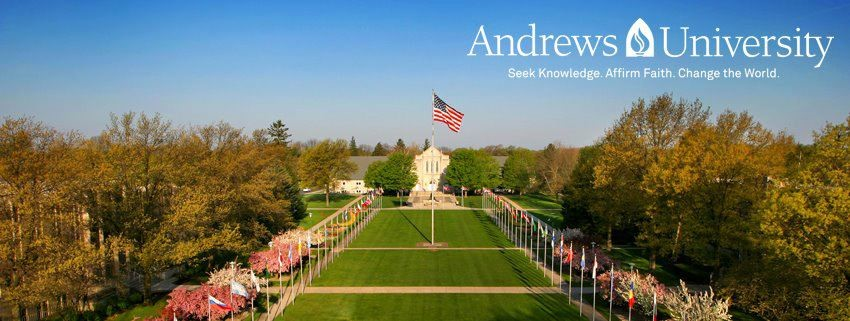 Andrews University
Seek Knowledge. Affirm Faith. Change the World.